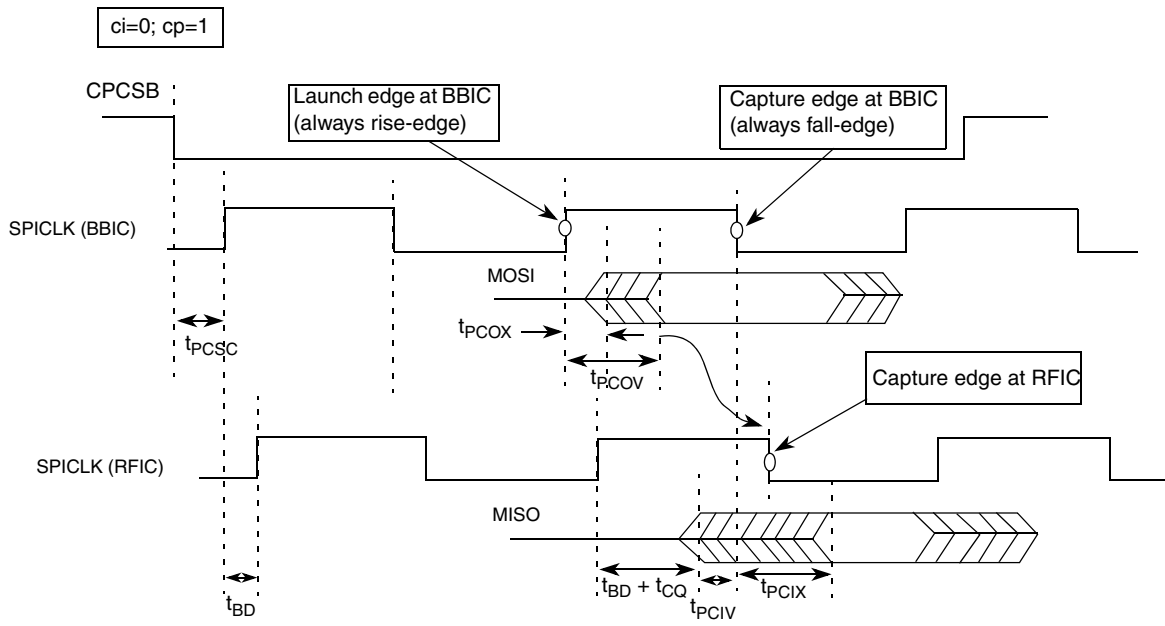 ci=0; cp=1
CPCSB
Launch edge at BBIC
(always rise-edge)
Capture edge at BBIC
(always fall-edge)
SPICLK (BBIC)
MOSI
tPCOX
tPCSC
tPCOV
Capture edge at RFIC
SPICLK (RFIC)
MISO
tBD
tBD + tCQ
tPCIV
tPCIX